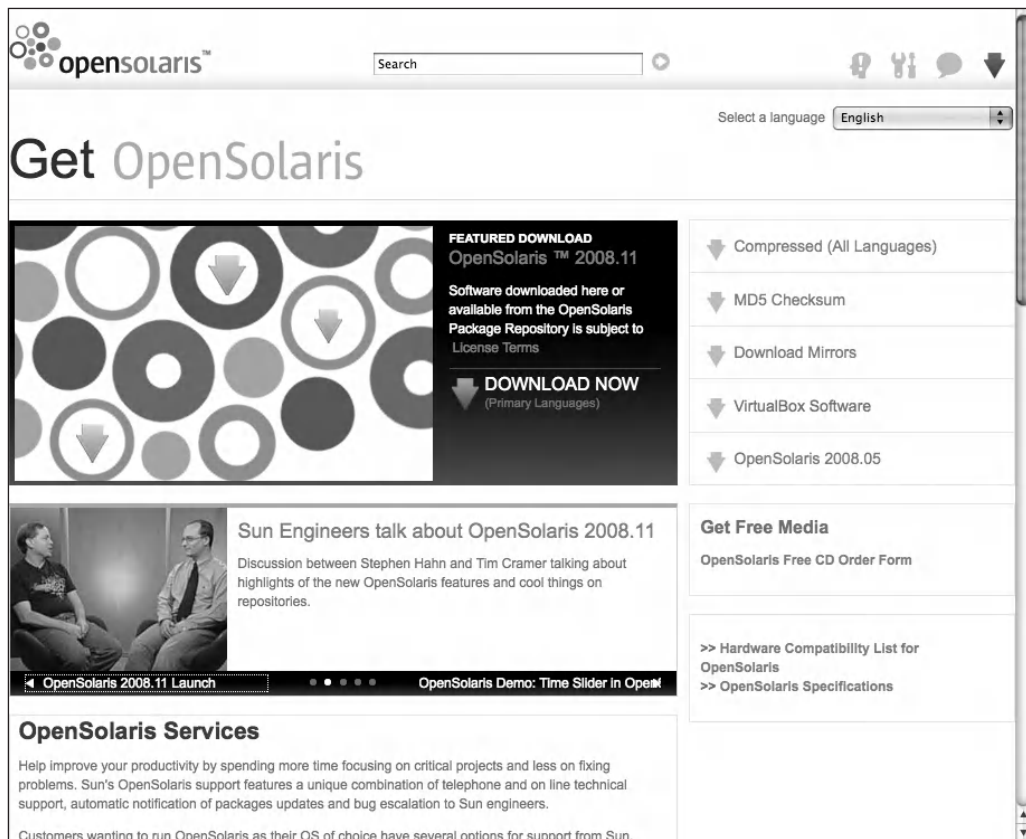 opensolaris™
Search
Select a language English
Get OpenSolaris
FEATURED DOWNLOAD
OpenSolaris ™ 2008.11
Software downloaded here or
available from the OpenSolaris
Package Repository is subject to
License Terms
DOWNLOAD NOW
(Primary Languages)
Compressed (All Languages)
MD5 Checksum
Download Mirrors
VirtualBox Software
OpenSolaris 2008.05
Sun Engineers talk about OpenSolaris 2008.11
Discussion between Stephen Hahn and Tim Cramer talking about
highlights of the new OpenSolaris features and cool things on
repositories.
OpenSolaris 2008.11 Launch
OpenSolaris Demo: Time Slider in Open
Get Free Media
OpenSolaris Free CD Order Form
>> Hardware Compatibility List for
OpenSolaris
>> OpenSolaris Specifications
OpenSolaris Services
Help improve your productivity by spending more time focusing on critical projects and less on fixing
problems. Sun's OpenSolaris support features a unique combination of telephone and on line technical
support, automatic notification of packages updates and bug escalation to Sun engineers.
Customers wanting to run OpenSolaris as their OS of choice have several options for support from Sun.